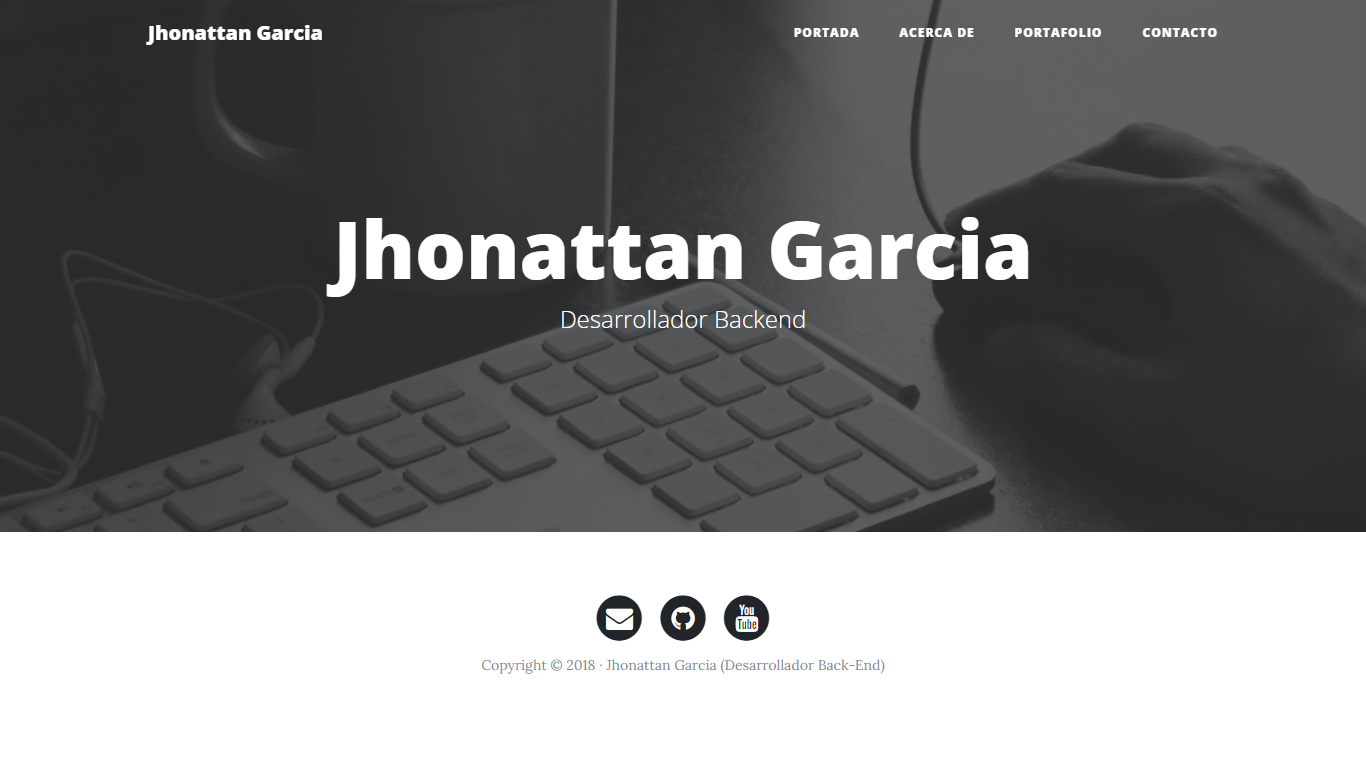 Jhonattan Garcia
PORTADA ACERCA DE PORTAFOLIO CONTACTO
Jhonattan Garcia
Desarrollador Backend
You
Tube
Copyright © 2018 · Jhonattan Garcia (Desarrollador Back-End)